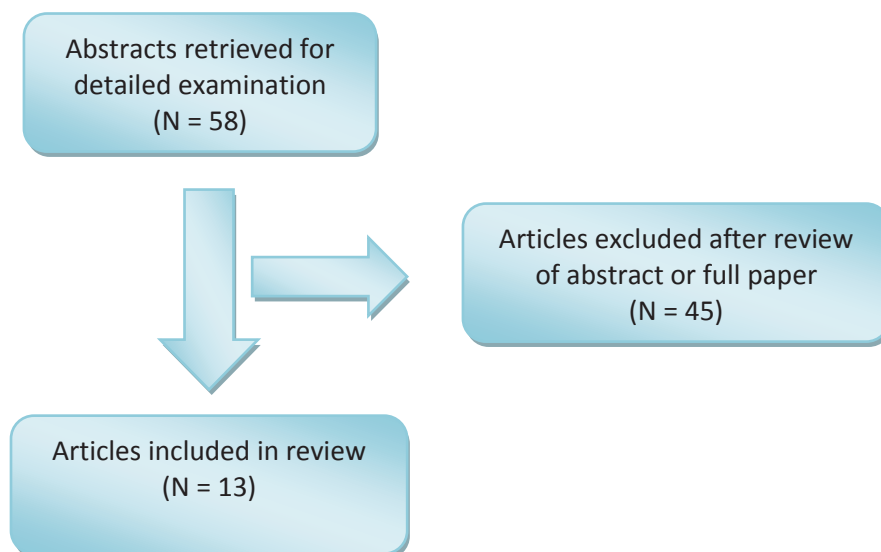 Abstracts retrieved for
detailed examination
(N = 58)
Articles excluded after review
of abstract or full paper
(N = 45)
Articles included in review
(N = 13)